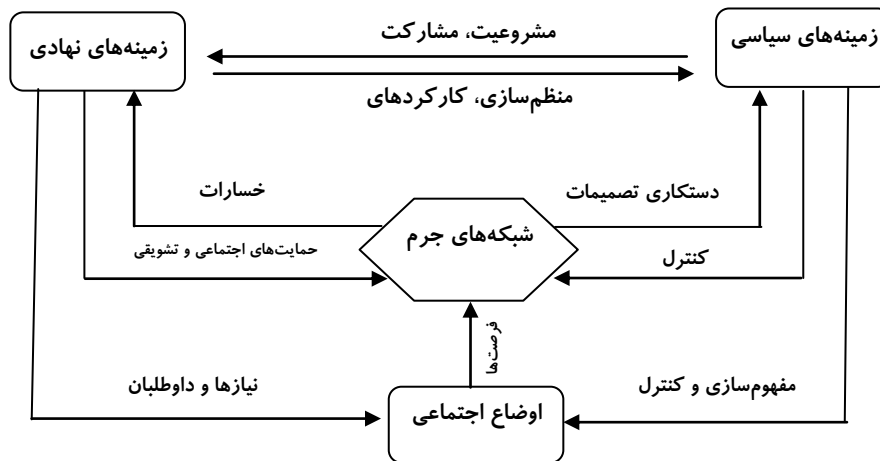 زمینه‌های سیاسی
مشروعیت، مشارکت
زمینه‌های نهادی
منظم‌سازی، کارکردهای
دستکاری تصمیمات
خسارات
شبکه‌های جرم
کنترل
حمایت‌های اجتماعی و تشویقی
فرصت‌ها
مفهوم‌سازی و کنترل
نیازها و داوطلبان
اوضاع اجتماعی